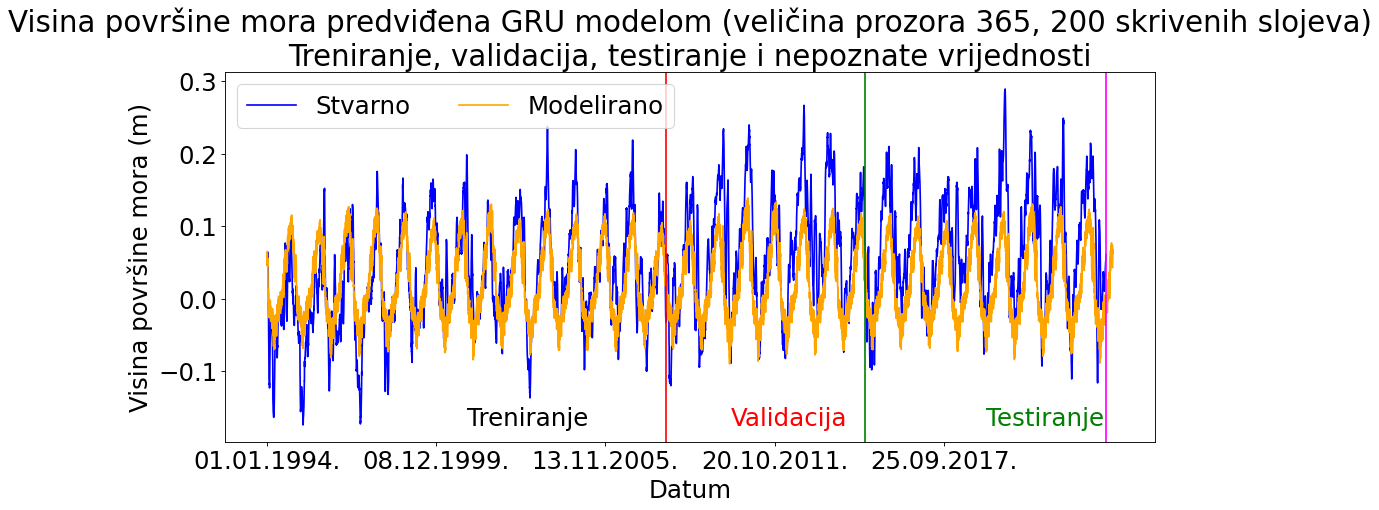 Visina površine mora predviđena GRU modelom (veličina prozora 365, 200 skrivenih slojeva)
Treniranje, validacija, testiranje i nepoznate vrijednosti
Stvarno
Modelirano
Visina površine mora (m)
0.3
0.2
0.1
0.0
−0.1
Treniranje
Validacija
Testiranje
01.01.1994.
08.12.1999.
13.11.2005.
20.10.2011.
25.09.2017.
Datum